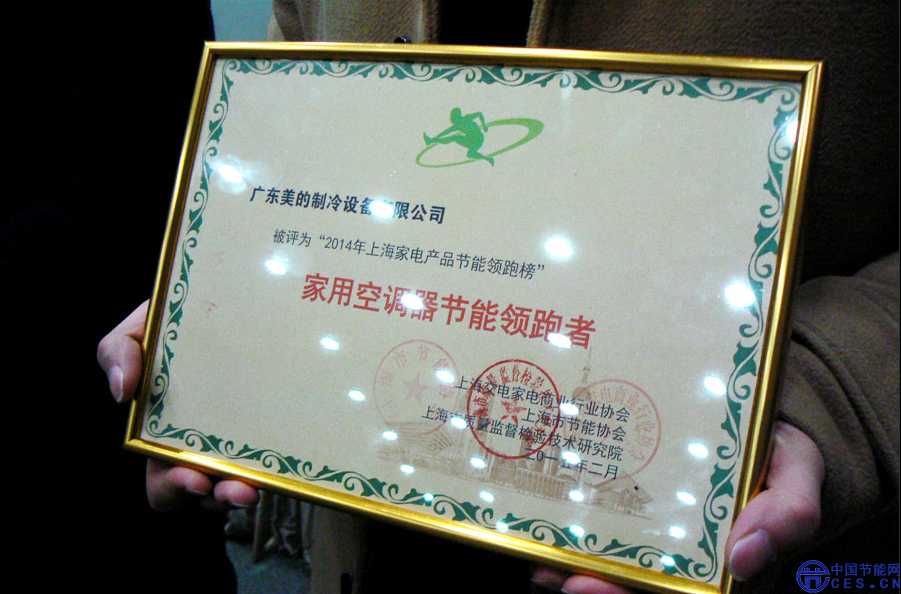 广东美的制冷设备有限公司
被评为“2014年上海家电产品节能领跑榜”
家用空调器节能领跑者
上海交电家电商业行业协会
上海市节能协会
上海市质量监督检验技术研究院
二〇一五年二月
中国节能网
CES.CN